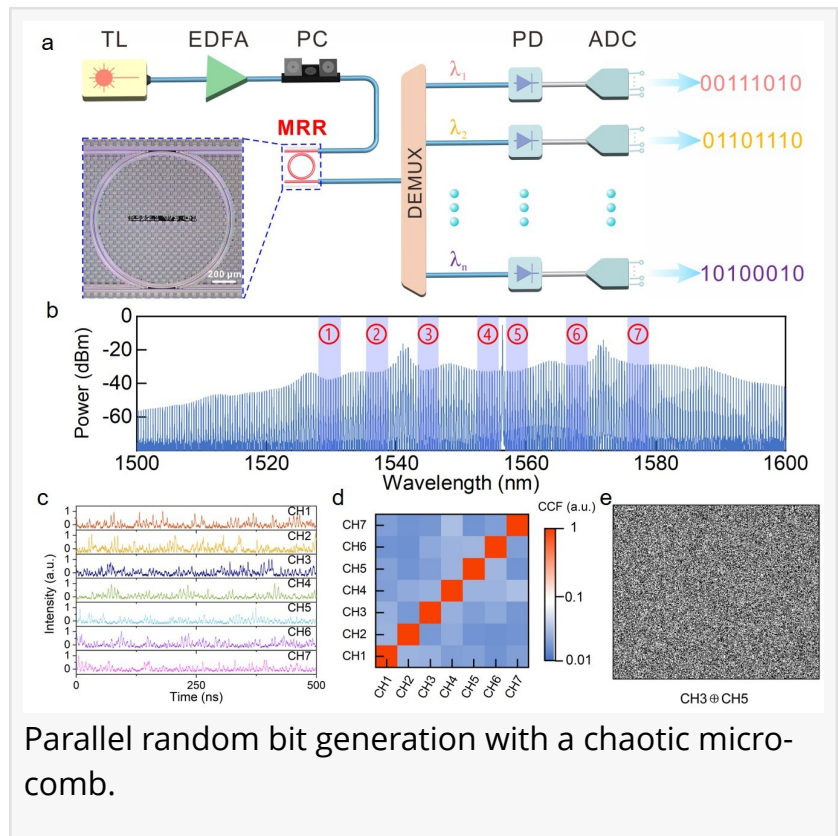 a
TL EDFA PC PD ADC
λ1 00111010
MRR
λ2 01101110
DEMUX
200 μm
λn 10100010
b
Power (dBm)
0
-20
-40
-60
① ② ③ ④ ⑤ ⑥ ⑦
1500 1520 1540 1560 1580 1600
Wavelength (nm)
c
Intensity (a.u.)
1 CH1
0
1 CH2
0
1 CH3
0
1 CH4
0
1 CH5
0
1 CH6
0
1 CH7
0
0 250 500
Time (ns)
d
CCF (a.u.)
CH7
CH6
CH5
CH4
CH3
CH2
CH1
CH1 CH2 CH3 CH4 CH5 CH6 CH7
1
0.1
0.01
e
CH3⊕CH5
Parallel random bit generation with a chaotic micro-
comb.